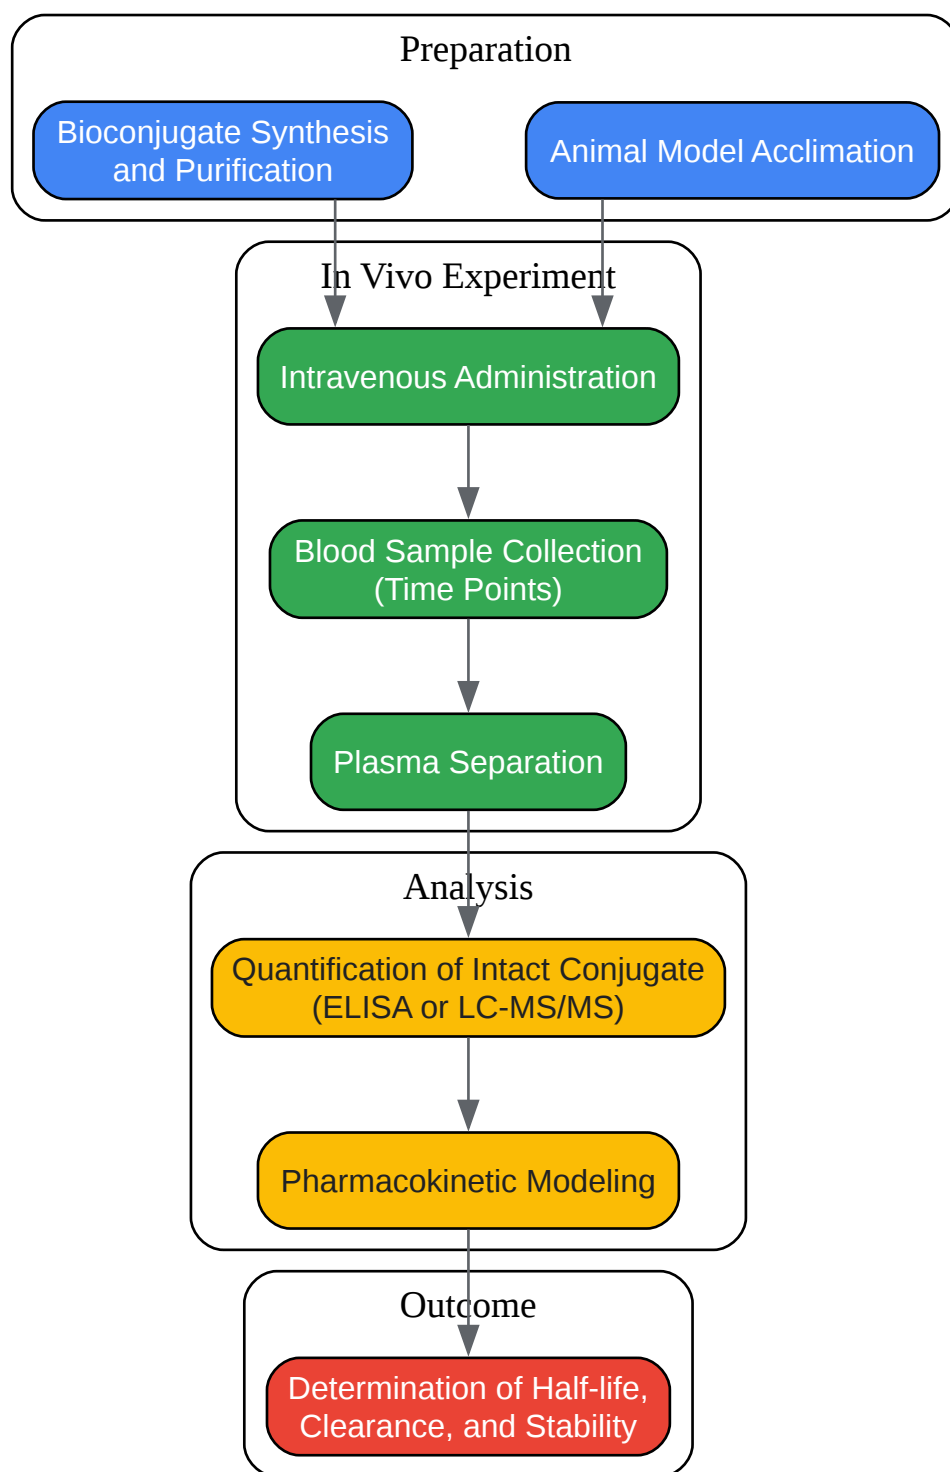 Preparation
Bioconjugate Synthesis
and Purification
Animal Model Acclimation
In Vivo Experiment
Intravenous Administration
Blood Sample Collection
(Time Points)
Plasma Separation
Analysis
Quantification of Intact Conjugate
(ELISA or LC-MS/MS)
Pharmacokinetic Modeling
Outcome
Determination of Half-life,
Clearance, and Stability